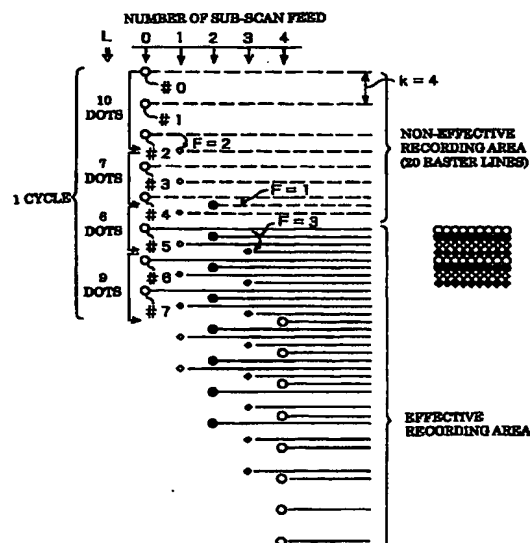 NUMBER OF SUB-SCAN FEED
L 0 1 2 3 4
k = 4
#0
#1
10 DOTS
#2
F = 2
NON-EFFECTIVE
RECORDING AREA
(20 RASTER LINES)
7 DOTS
#3
F = 1
1 CYCLE
#4
6 DOTS
F = 3
#5
9 DOTS
#6
#7
EFFECTIVE
RECORDING AREA